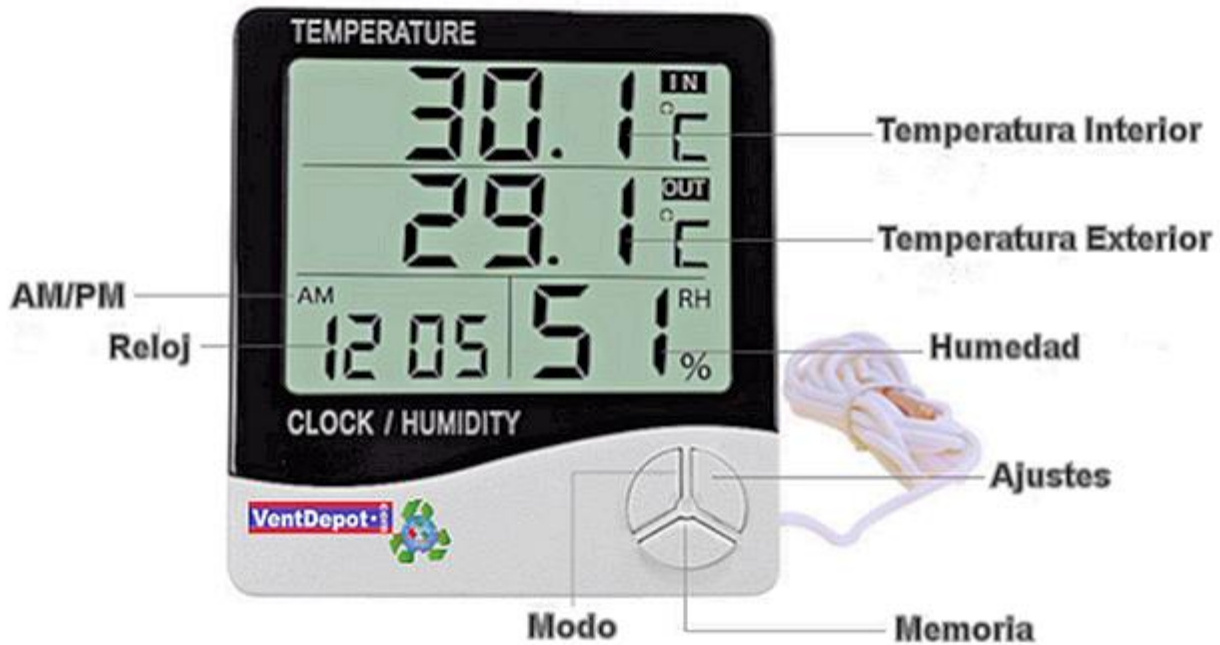 TEMPERATURE
30.1 IN °C
Temperatura Interior
29.1 OUT °C
Temperatura Exterior
AM/PM
AM
Reloj
12 05
51 RH %
Humedad
CLOCK / HUMIDITY
Ajustes
VentDepot.com
Modo
Memoria